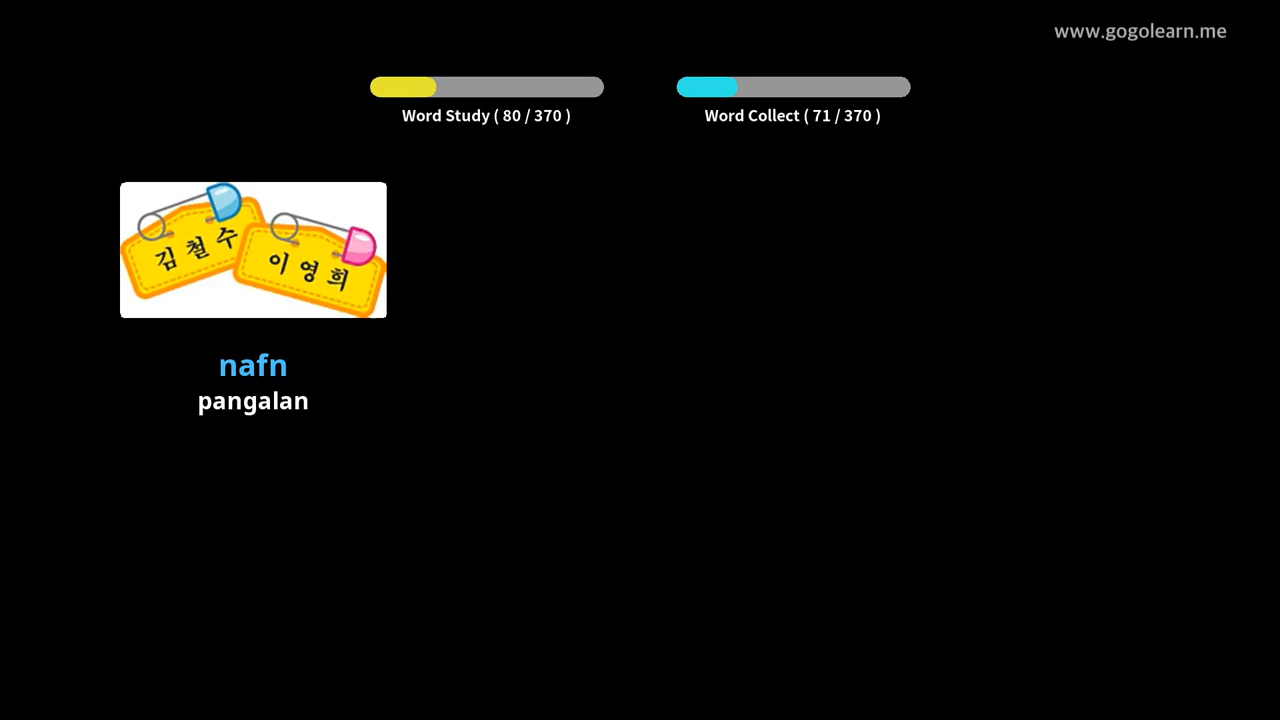 www.gogolearn.me
Word Study ( 80 / 370 )
Word Collect ( 71 / 370 )
김철수
이영희
nafn
pangalan